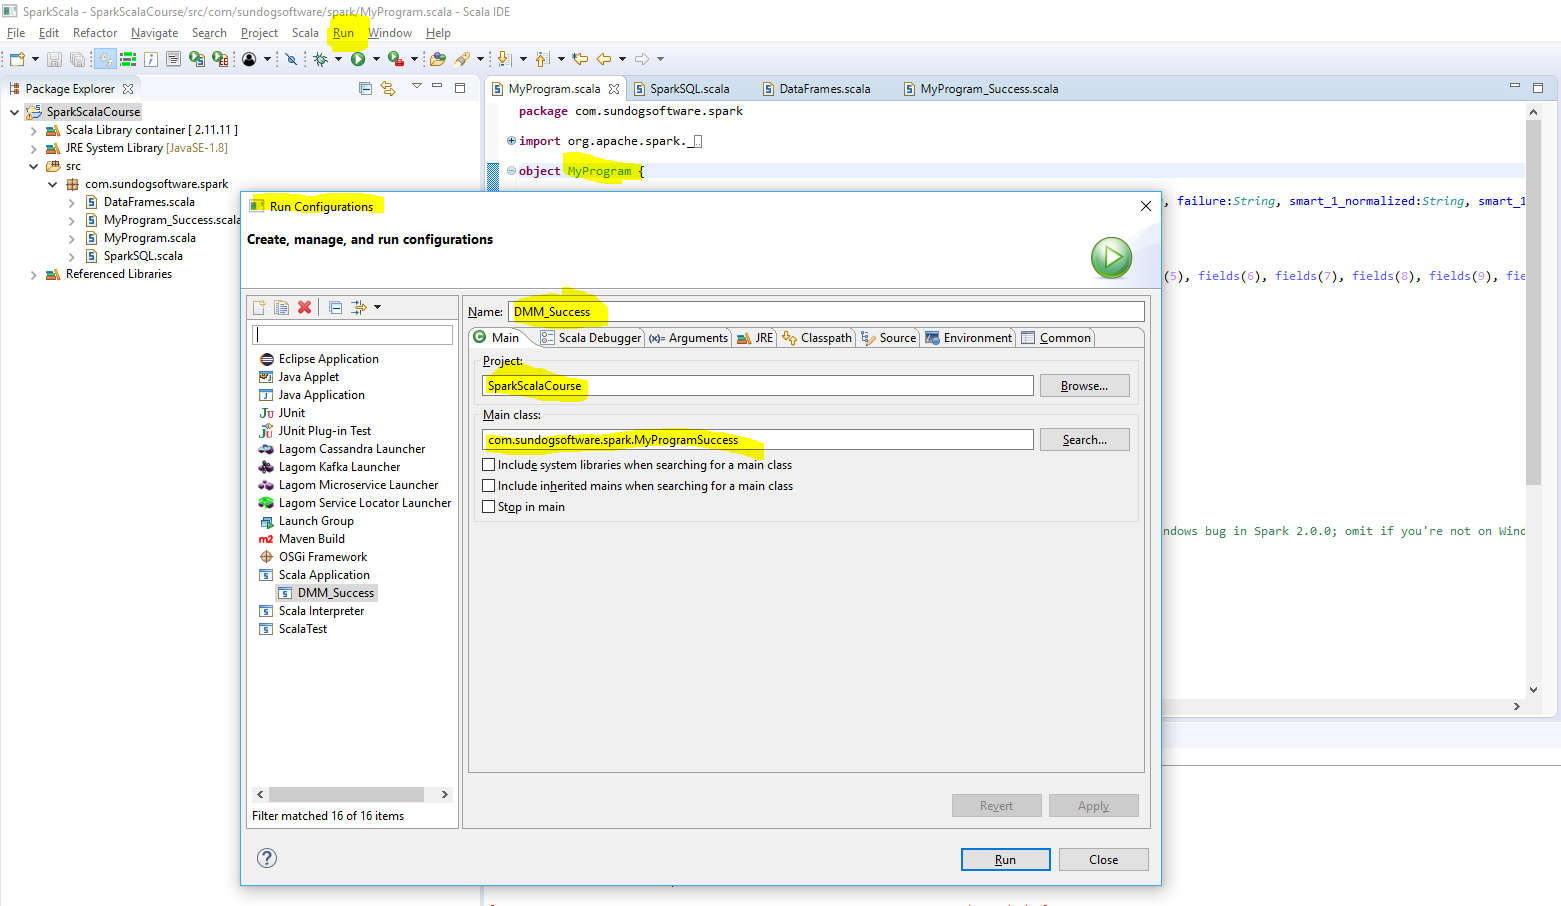 SparkScala - SparkScalaCourse/src/com/sundogsoftware/spark/MyProgram.scala - Scala IDE
File Edit Refactor Navigate Search Project Scala Run Window Help
Package Explorer
SparkScalaCourse
Scala Library container [ 2.11.11 ]
JRE System Library [JavaSE-1.8]
src
com.sundogsoftware.spark
DataFrames.scala
MyProgram_Success.scala
MyProgram.scala
SparkSQL.scala
Referenced Libraries
MyProgram.scala SparkSQL.scala DataFrames.scala MyProgram_Success.scala
package com.sundogsoftware.spark
import org.apache.spark._
object MyProgram {
, failure:String, smart_1_normalized:String, smart_1
(5), fields(6), fields(7), fields(8), fields(9), fie
ndows bug in Spark 2.0.0; omit if you're not on Wind
Run Configurations
Create, manage, and run configurations
Eclipse Application
Java Applet
Java Application
JUnit
JUnit Plug-in Test
Lagom Cassandra Launcher
Lagom Kafka Launcher
Lagom Microservice Launcher
Lagom Service Locator Launcher
Launch Group
m2 Maven Build
OSGi Framework
Scala Application
DMM_Success
Scala Interpreter
ScalaTest
Filter matched 16 of 16 items
Name: DMM_Success
Main Scala Debugger (x)= Arguments JRE Classpath Source Environment Common
Project:
SparkScalaCourse
Browse...
Main class:
com.sundogsoftware.spark.MyProgramSuccess
Search...
Include system libraries when searching for a main class
Include inherited mains when searching for a main class
Stop in main
Revert Apply
Run Close